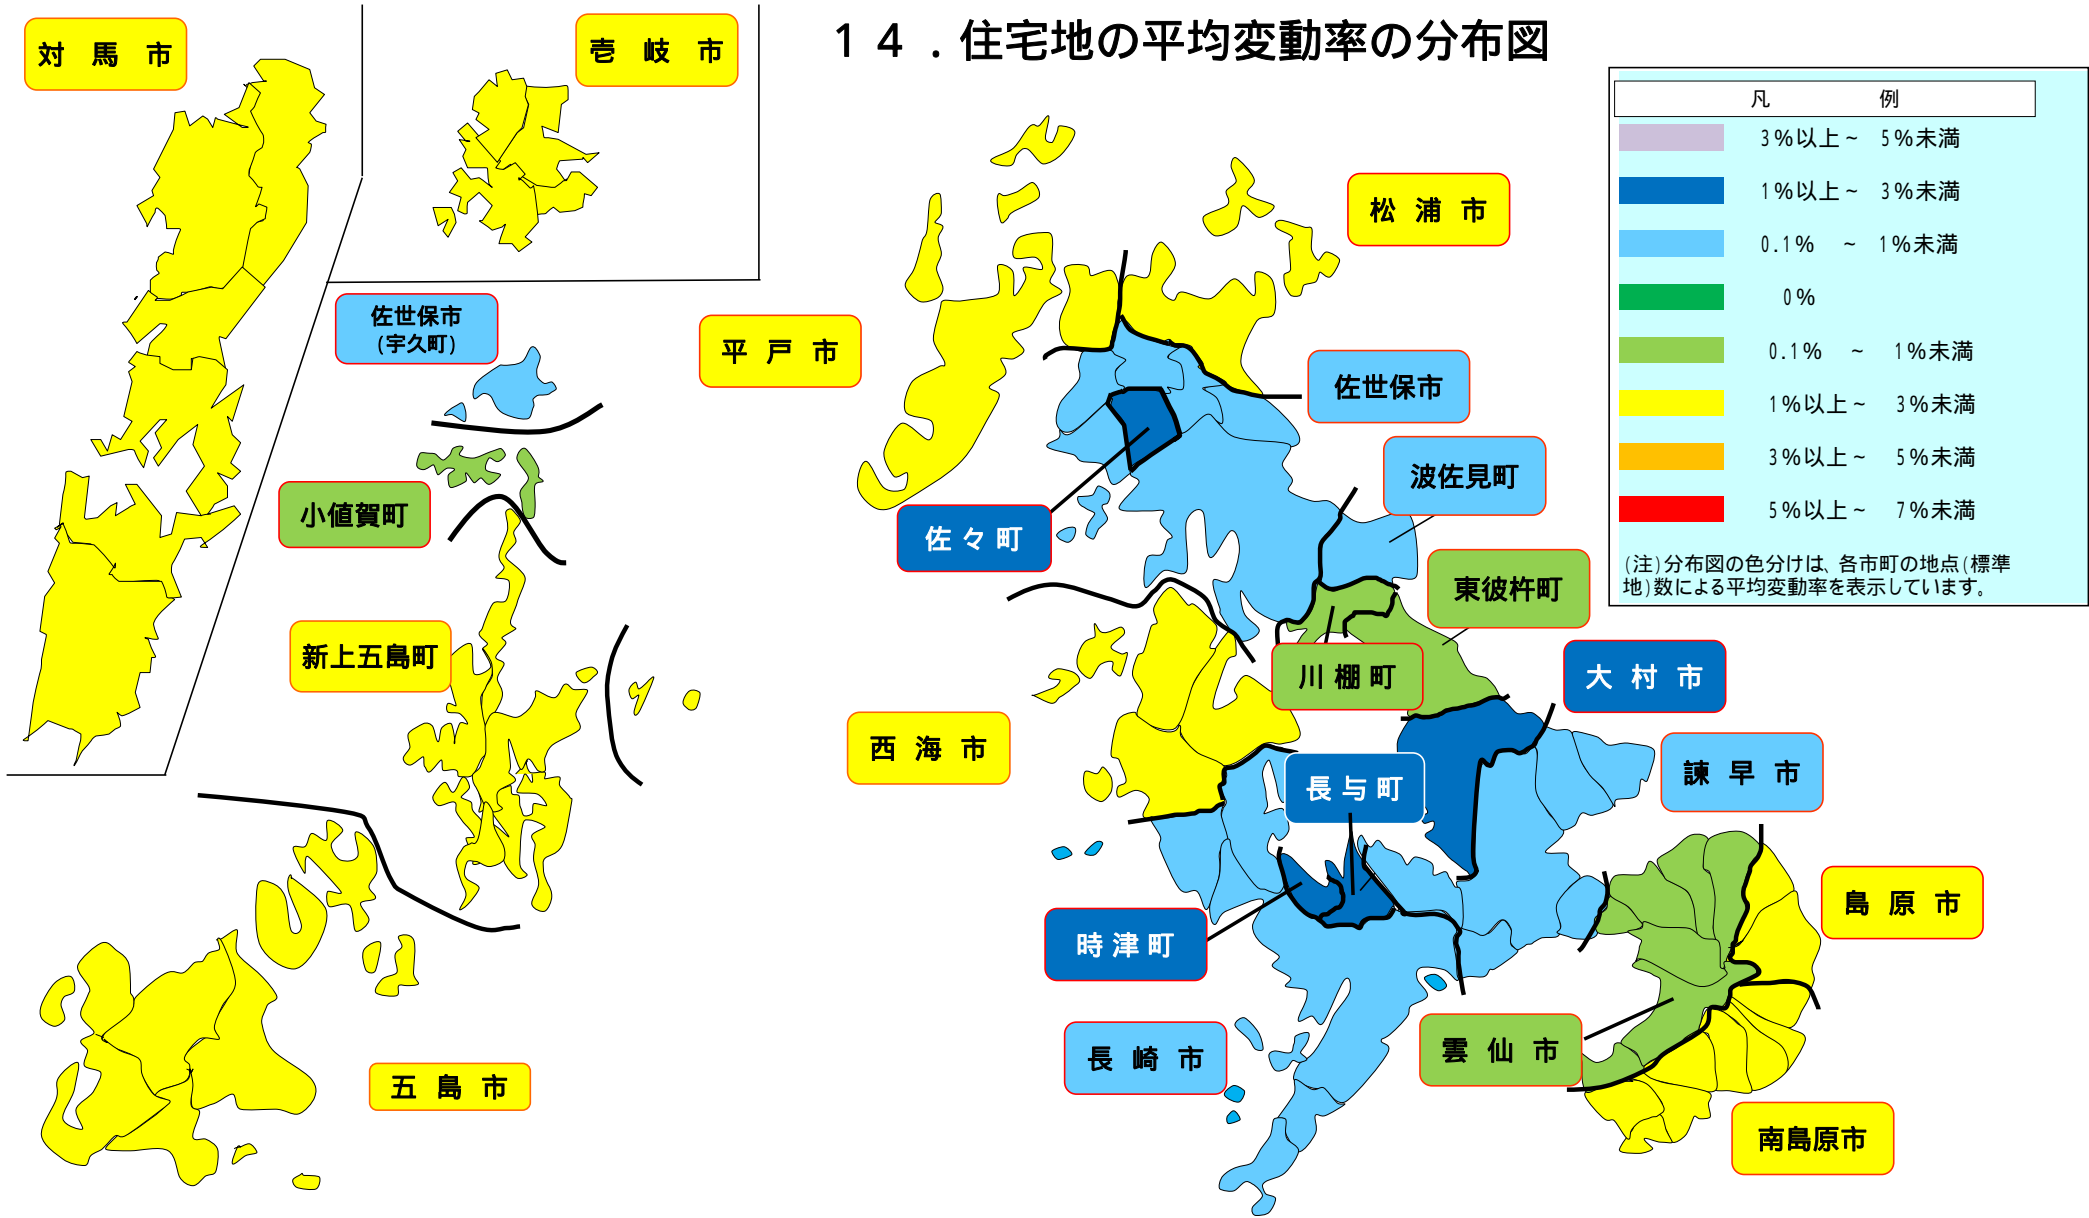 １４．住宅地の平均変動率の分布図
対馬市
壱岐市
凡例
3%以上~ 5%未満
1%以上~ 3%未満
0.1% ~ 1%未満
0%
0.1% ~ 1%未満
1%以上~ 3%未満
3%以上~ 5%未満
5%以上~ 7%未満
(注)分布図の色分けは、各市町の地点(標準
地)数による平均変動率を表示しています。
松浦市
佐世保市
(宇久町)
平戸市
佐世保市
波佐見町
小値賀町
佐々町
東彼杵町
新上五島町
川棚町
大村市
西海市
長与町
諫早市
島原市
時津町
長崎市
雲仙市
五島市
南島原市